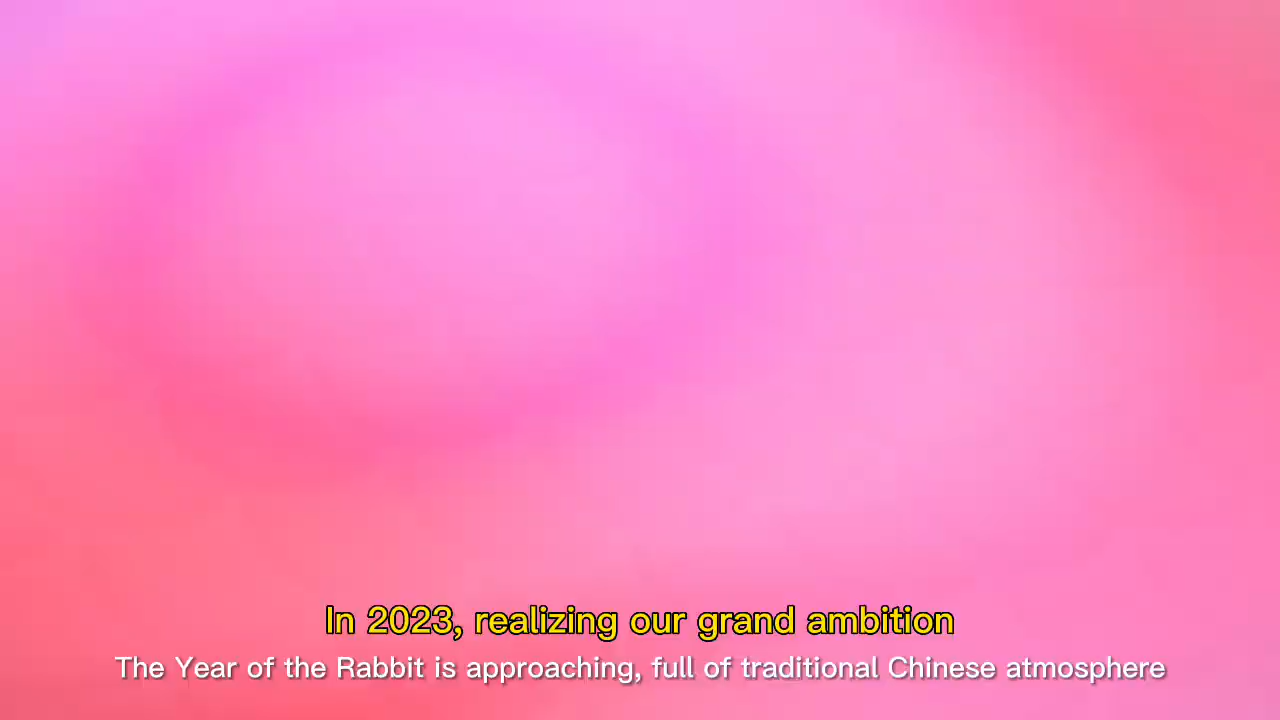 In 2023, realizing our grand ambition
The Year of the Rabbit is approaching, full of traditional Chinese atmosphere